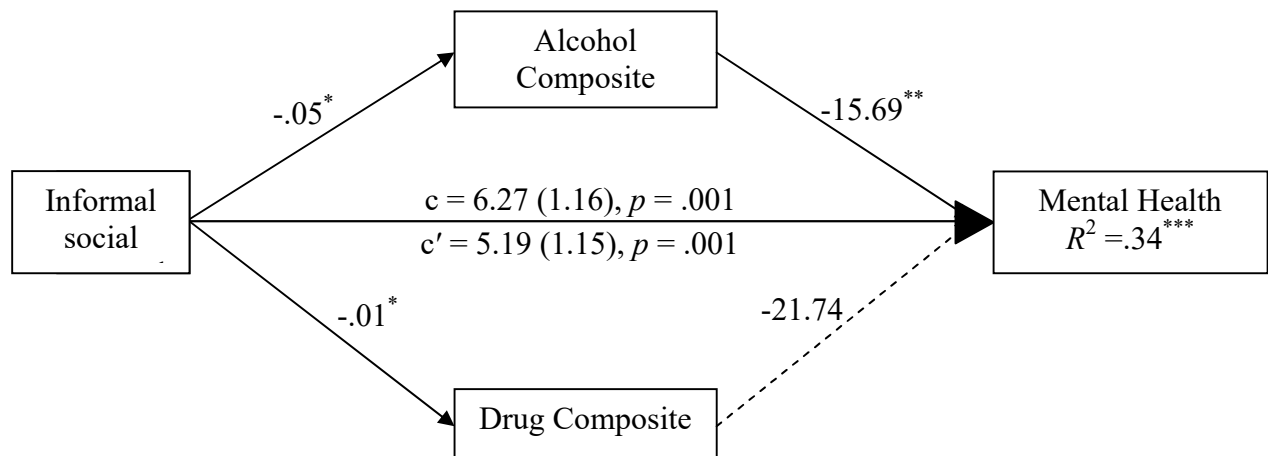 Alcohol
Composite
-.05*
-15.69**
Informal
social
c = 6.27 (1.16), p = .001
c′ = 5.19 (1.15), p = .001
Mental Health
R² =.34***
-.01*
-21.74
Drug Composite